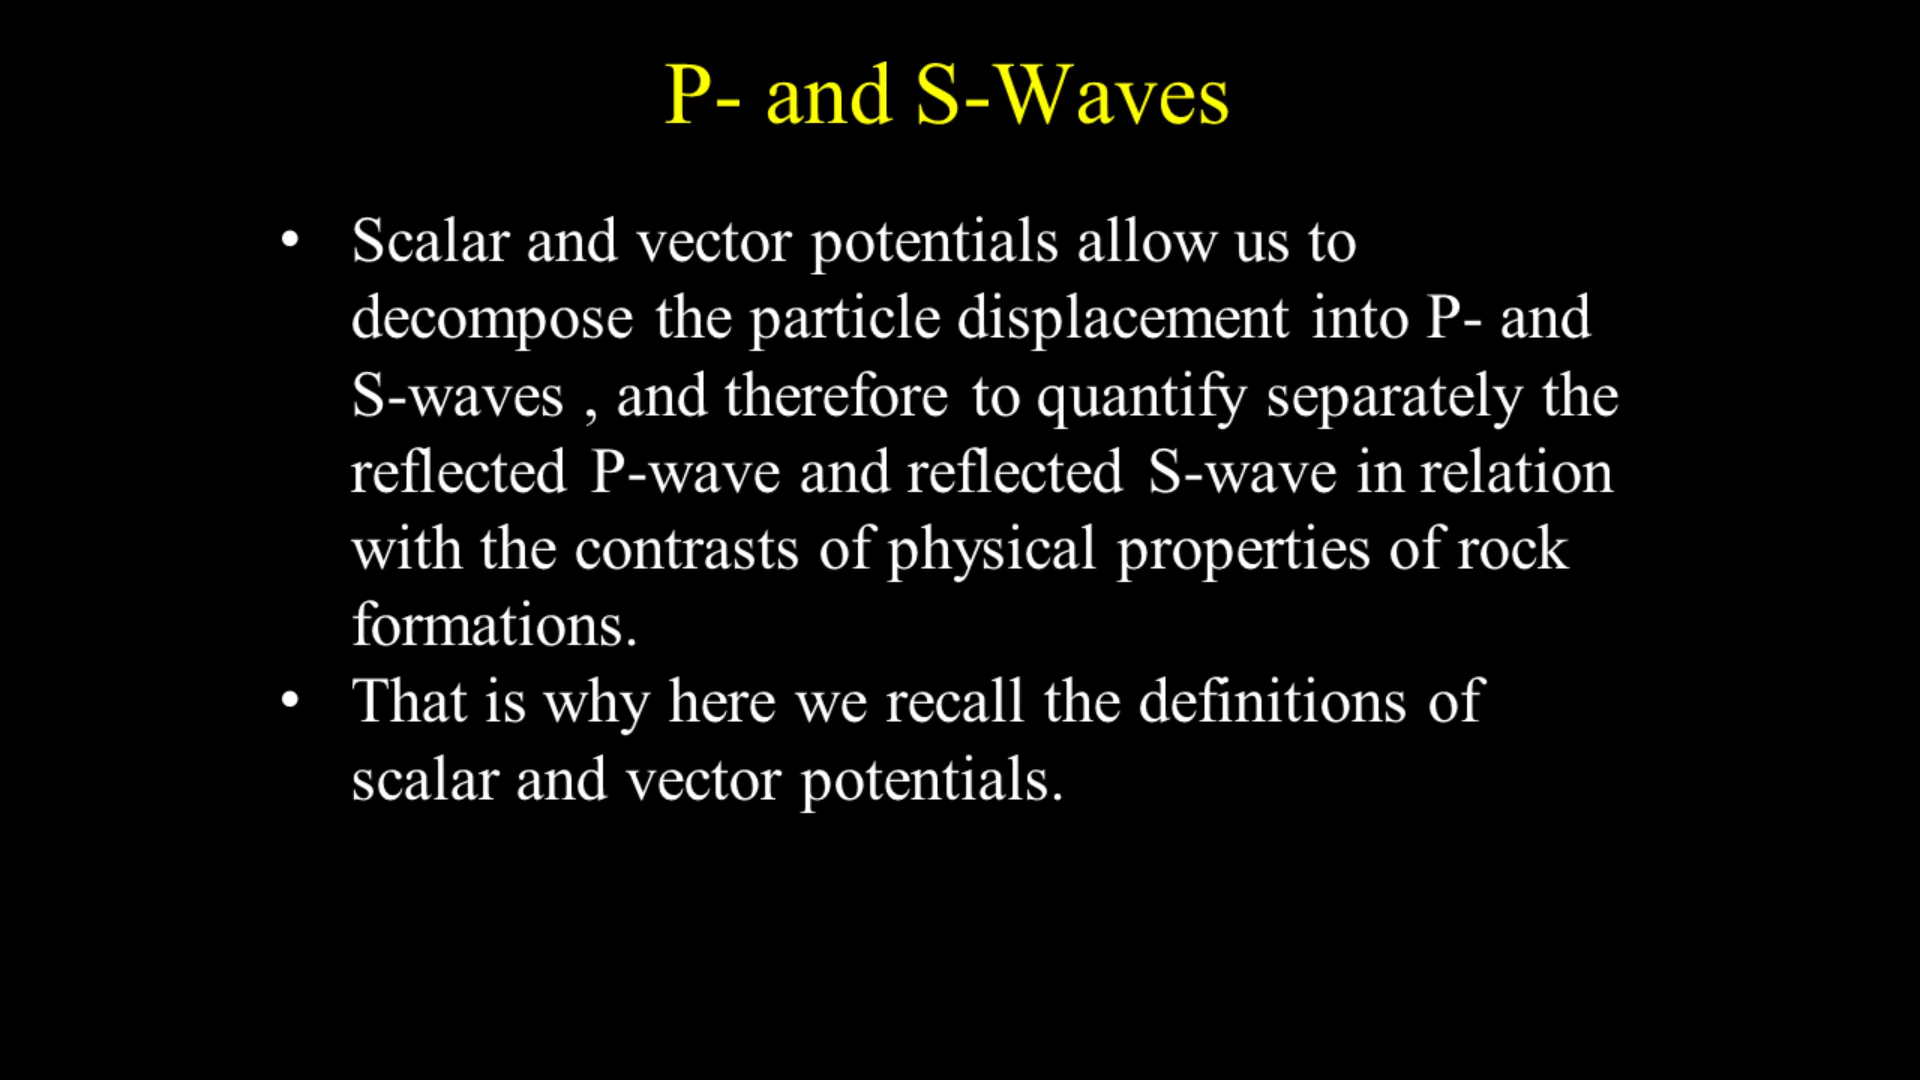 P- and S-Waves
• Scalar and vector potentials allow us to
decompose the particle displacement into P- and
S-waves , and therefore to quantify separately the
reflected P-wave and reflected S-wave in relation
with the contrasts of physical properties of rock
formations.
• That is why here we recall the definitions of
scalar and vector potentials.